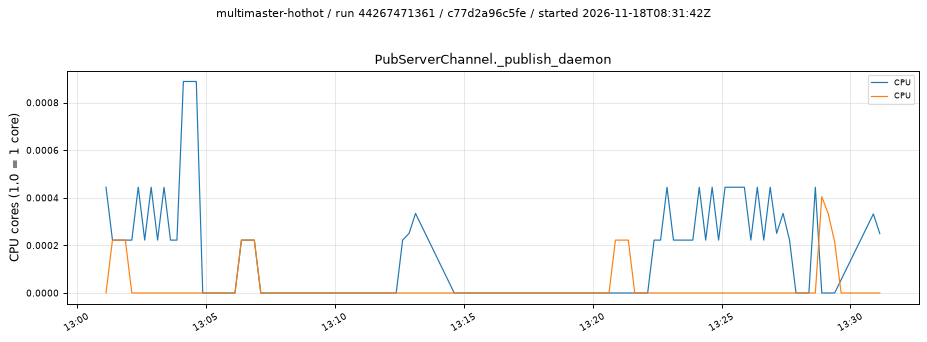 multimaster-hothot / run 44267471361 / c77d2a96c5fe / started 2026-11-18T08:31:42Z
PubServerChannel._publish_daemon
CPU
CPU
CPU cores (1.0 = 1 core)
0.0008
0.0006
0.0004
0.0002
0.0000
13:00
13:05
13:10
13:15
13:20
13:25
13:30